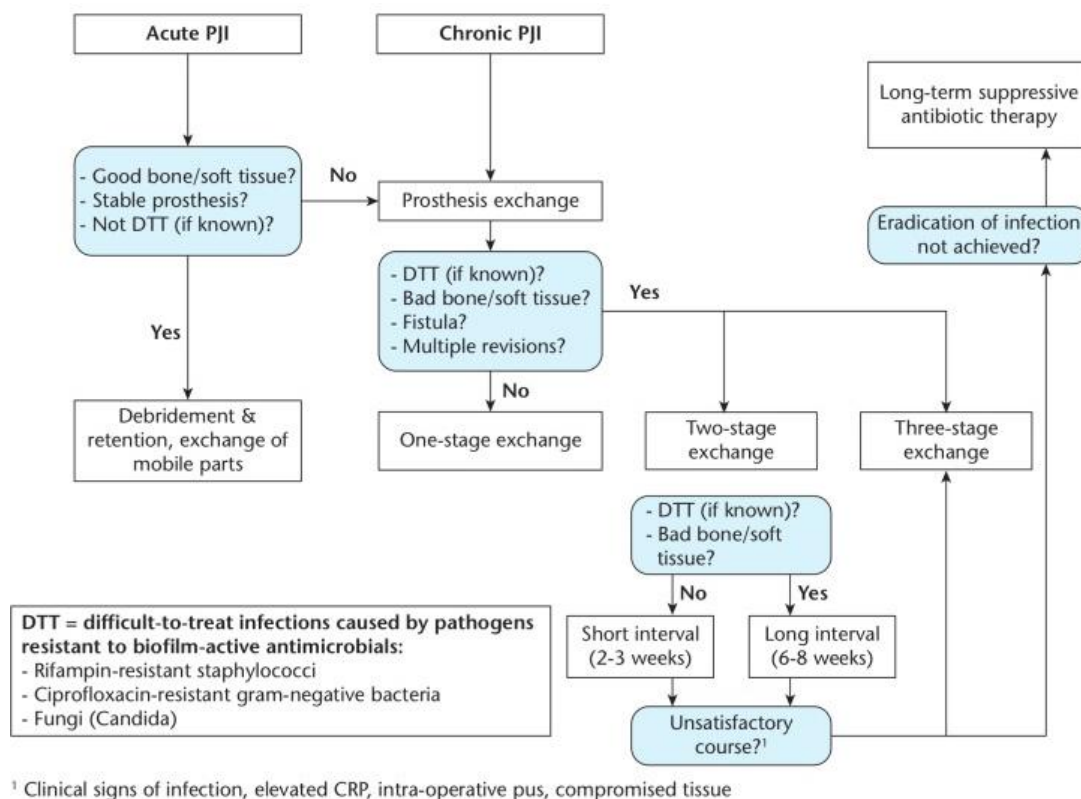 Acute PJI
Chronic PJI
- Good bone/soft tissue?
- Stable prosthesis?
- Not DTT (if known)?
No
Yes
Debridement &
retention, exchange of
mobile parts
Prosthesis exchange
- DTT (if known)?
- Bad bone/soft tissue?
- Fistula?
- Multiple revisions?
Yes
No
One-stage exchange
Two-stage
exchange
Three-stage
exchange
Long-term suppressive
antibiotic therapy
Eradication of infection
not achieved?
- DTT (if known)?
- Bad bone/soft
tissue?
No
Yes
Short interval
(2-3 weeks)
Long interval
(6-8 weeks)
Unsatisfactory
course?¹
DTT = difficult-to-treat infections caused by pathogens
resistant to biofilm-active antimicrobials:
- Rifampin-resistant staphylococci
- Ciprofloxacin-resistant gram-negative bacteria
- Fungi (Candida)
¹ Clinical signs of infection, elevated CRP, intra-operative pus, compromised tissue